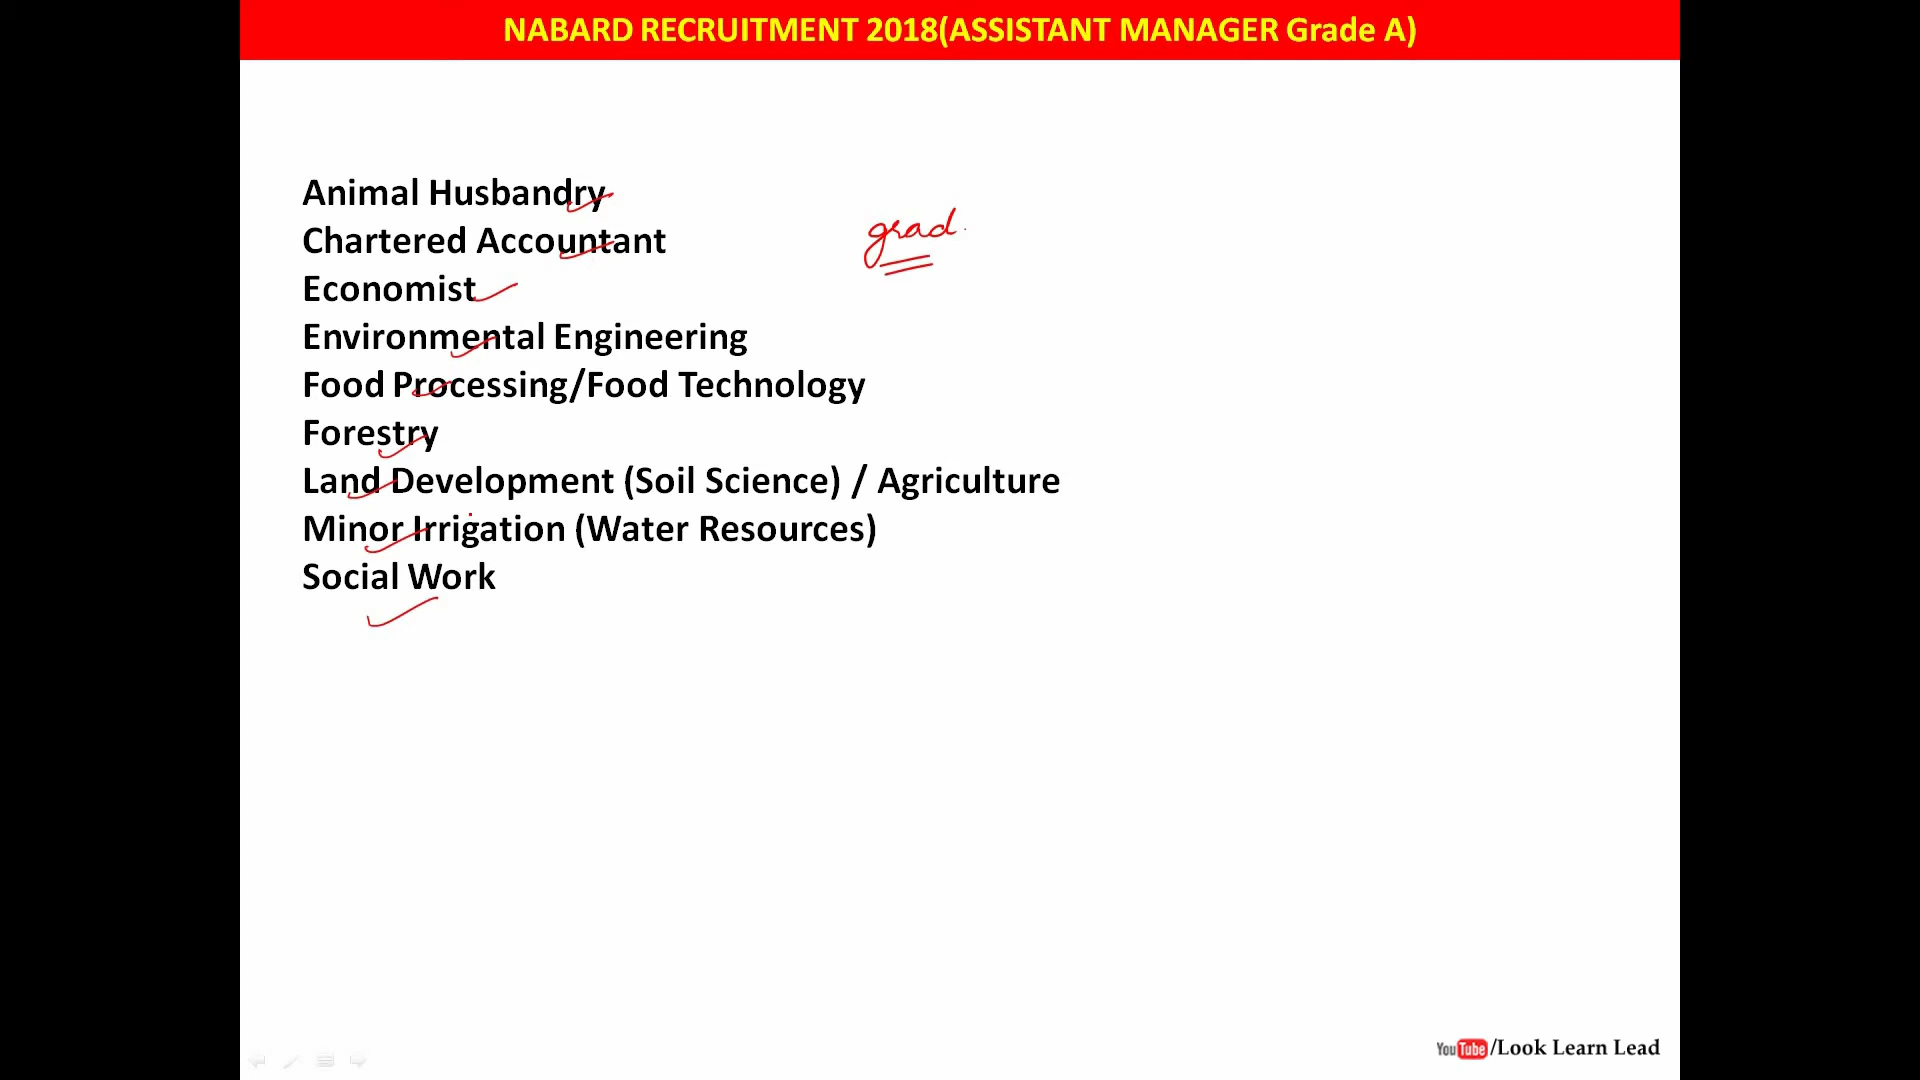 NABARD RECRUITMENT 2018(ASSISTANT MANAGER Grade A)
Animal Husbandry
Chartered Accountant
grad
Economist
Environmental Engineering
Food Processing/Food Technology
Forestry
Land Development (Soil Science) / Agriculture
Minor Irrigation (Water Resources)
Social Work
YouTube/Look Learn Lead